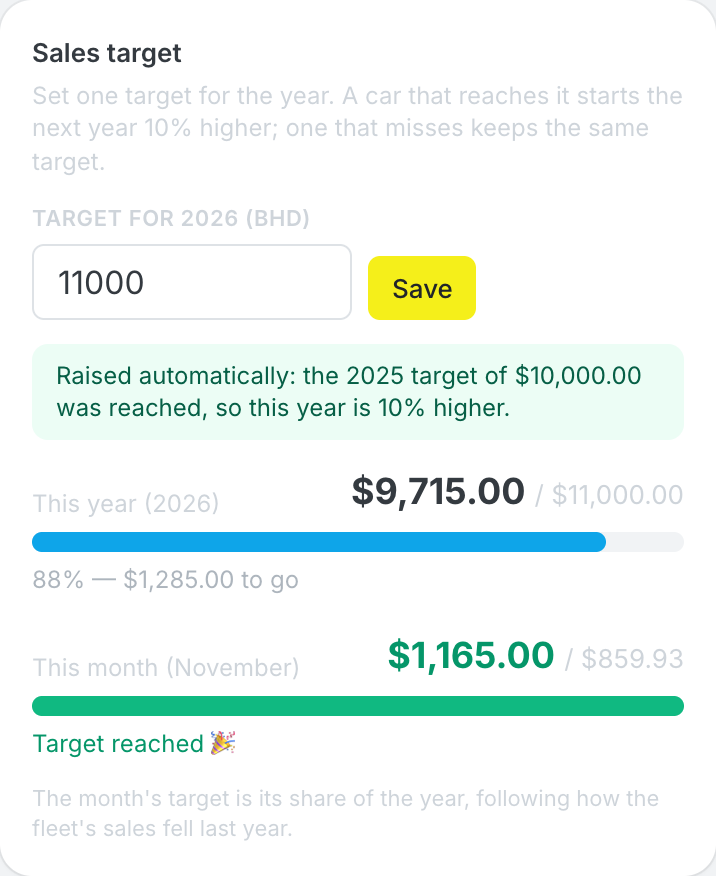 Sales target
Set one target for the year. A car that reaches it starts the
next year 10% higher; one that misses keeps the same
target.
TARGET FOR 2026 (BHD)
11000
Save
Raised automatically: the 2025 target of $10,000.00
was reached, so this year is 10% higher.
This year (2026) $9,715.00 / $11,000.00
88% — $1,285.00 to go
This month (November) $1,165.00 / $859.93
Target reached 🎉
The month's target is its share of the year, following how the
fleet's sales fell last year.